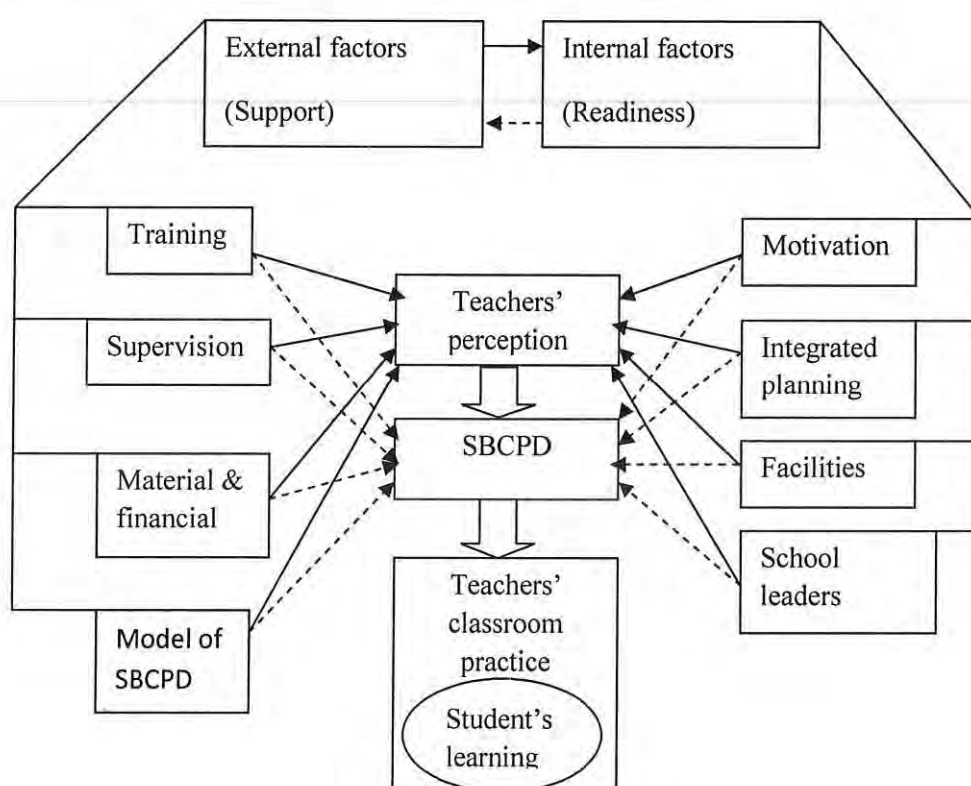 External factors
(Support)
Internal factors
(Readiness)
Training
Supervision
Material &
financial
Model of
SBCPD
Teachers’
perception
SBCPD
Teachers’
classroom
practice
Student’s
learning
Motivation
Integrated
planning
Facilities
School
leaders